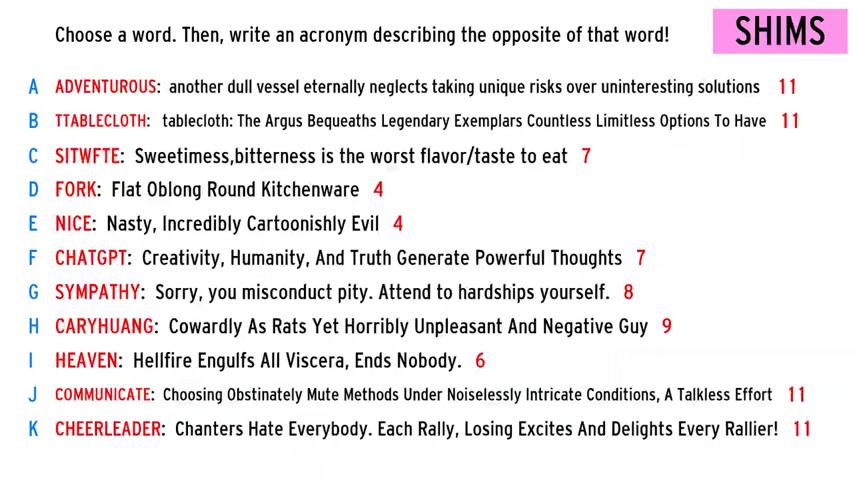 Choose a word. Then, write an acronym describing the opposite of that word!
SHIMS
A ADVENTUROUS: another dull vessel eternally neglects taking unique risks over uninteresting solutions 11
B TTABLECLOTH: tablecloth: The Argus Bequeaths Legendary Exemplars Countless Limitless Options To Have 11
C SITWFTE: Sweetimess,bitterness is the worst flavor/taste to eat 7
D FORK: Flat Oblong Round Kitchenware 4
E NICE: Nasty, Incredibly Cartoonishly Evil 4
F CHATGPT: Creativity, Humanity, And Truth Generate Powerful Thoughts 7
G SYMPATHY: Sorry, you misconduct pity. Attend to hardships yourself. 8
H CARYHUANG: Cowardly As Rats Yet Horribly Unpleasant And Negative Guy 9
I HEAVEN: Hellfire Engulfs All Viscera, Ends Nobody. 6
J COMMUNICATE: Choosing Obstinately Mute Methods Under Noiselessly Intricate Conditions, A Talkless Effort 11
K CHEERLEADER: Chanters Hate Everybody. Each Rally, Losing Excites And Delights Every Rallier! 11